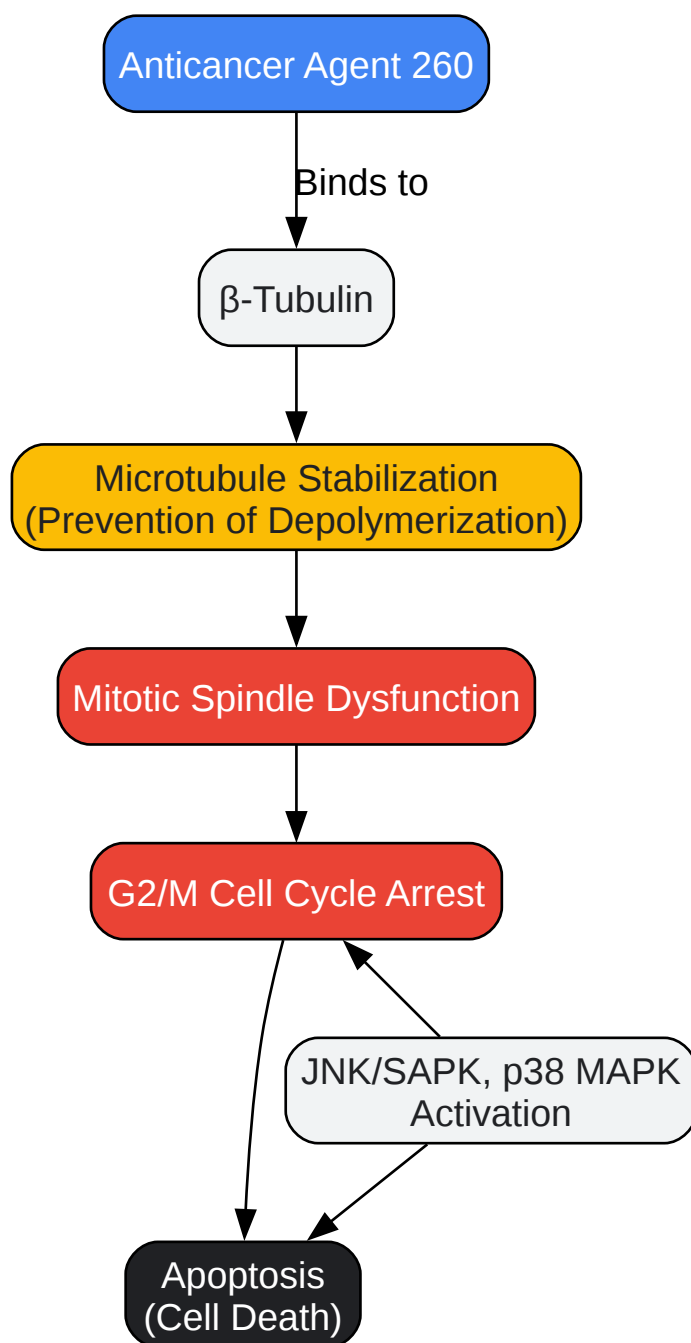 Anticancer Agent 260
Binds to
β-Tubulin
Microtubule Stabilization
(Prevention of Depolymerization)
Mitotic Spindle Dysfunction
G2/M Cell Cycle Arrest
JNK/SAPK, p38 MAPK
Activation
Apoptosis
(Cell Death)